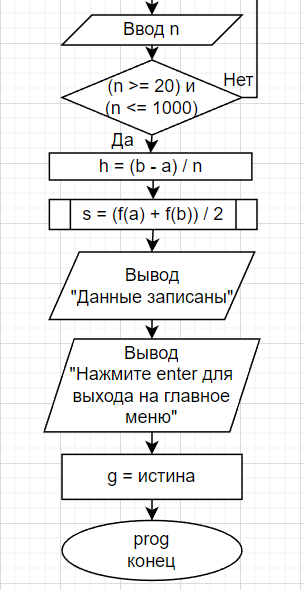 Ввод n
(n >= 20) и
(n <= 1000)
Нет
Да
h = (b - a) / n
s = (f(a) + f(b)) / 2
Вывод
"Данные записаны"
Вывод
"Нажмите enter для
выхода на главное
меню"
g = истина
prog
конец